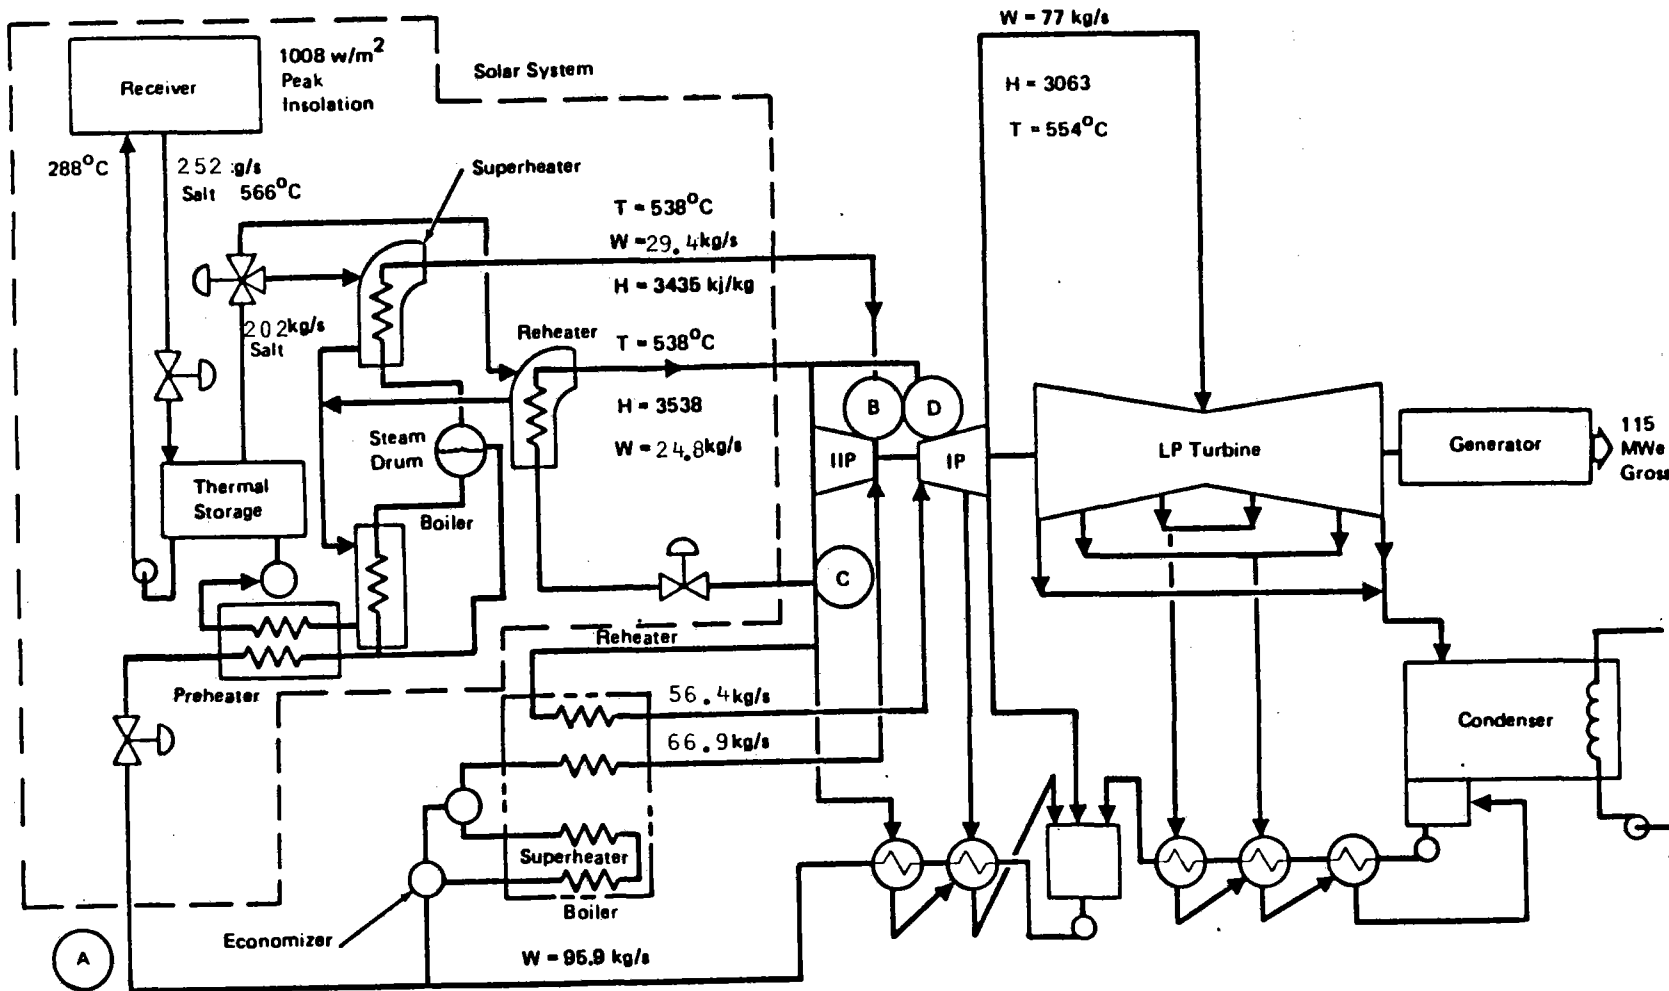 W = 77 kg/s
H = 3063
T = 554°C
Receiver
1008 w/m²
Peak
Insolation
Solar System
288°C
252 :g/s
Salt 566°C
Superheater
T = 538°C
W = 29.4kg/s
H = 3435 kj/kg
202kg/s
Salt
Reheater
T = 538°C
H = 3538
W = 24.8kg/s
B
D
IIP
IP
LP Turbine
Generator
115
MWe
Gross
Steam
Drum
Thermal
Storage
Boiler
C
Reheater
Preheater
56.4kg/s
66.9kg/s
Condenser
Superheater
Boiler
Economizer
A
W = 95.9 kg/s